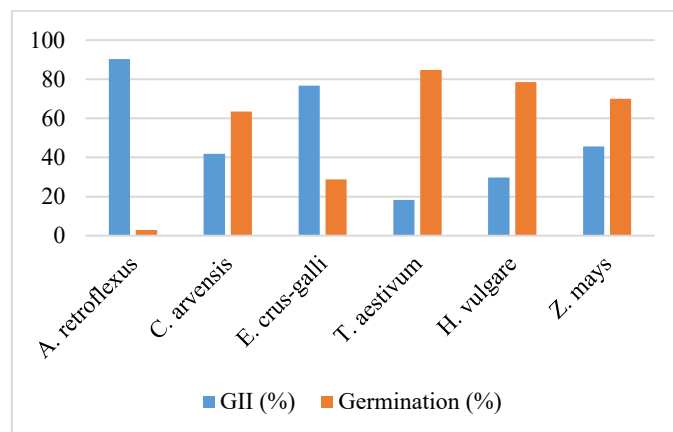 100
80
60
40
20
0
A. retroflexus
C. arvensis
E. crus-galli
T. aestivum
H. vulgare
Z. mays
GII (%) Germination (%)